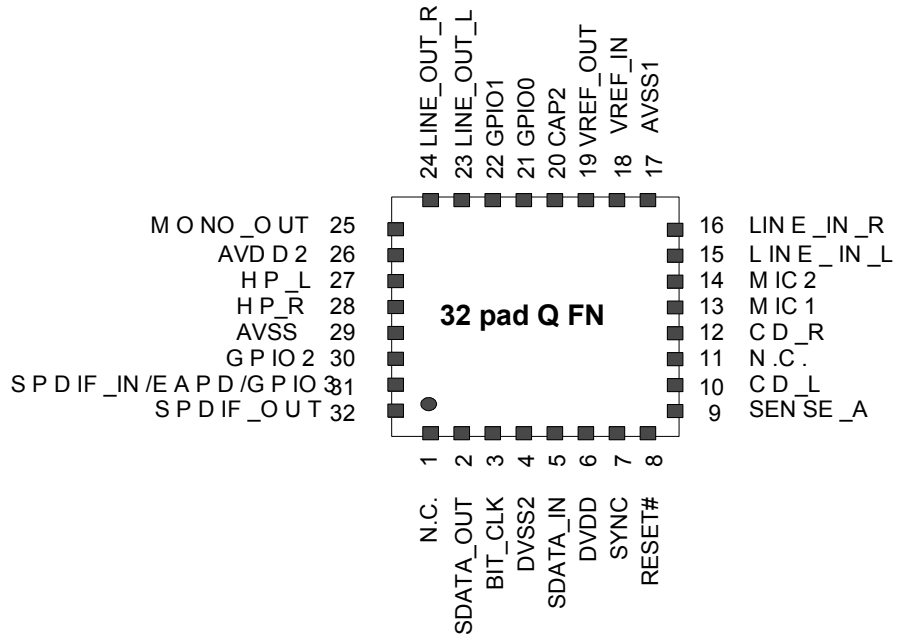 24 LINE_OUT_R
23 LINE_OUT_L
22 GPIO1
21 GPIO0
20 CAP2
19 VREF_OUT
18 VREF_IN
17 AVSS1
MONO_OUT 25
AVDD2 26
HP_L 27
HP_R 28
AVSS 29
GPIO2 30
SPDIF_IN/EAPD/GPIO3 31
SPDIF_OUT 32
32 pad QFN
16 LINE_IN_R
15 LINE_IN_L
14 MIC2
13 MIC1
12 CD_R
11 N.C.
10 CD_L
9 SENSE_A
1 N.C.
2 SDATA_OUT
3 BIT_CLK
4 DVSS2
5 SDATA_IN
6 DVDD
7 SYNC
8 RESET#